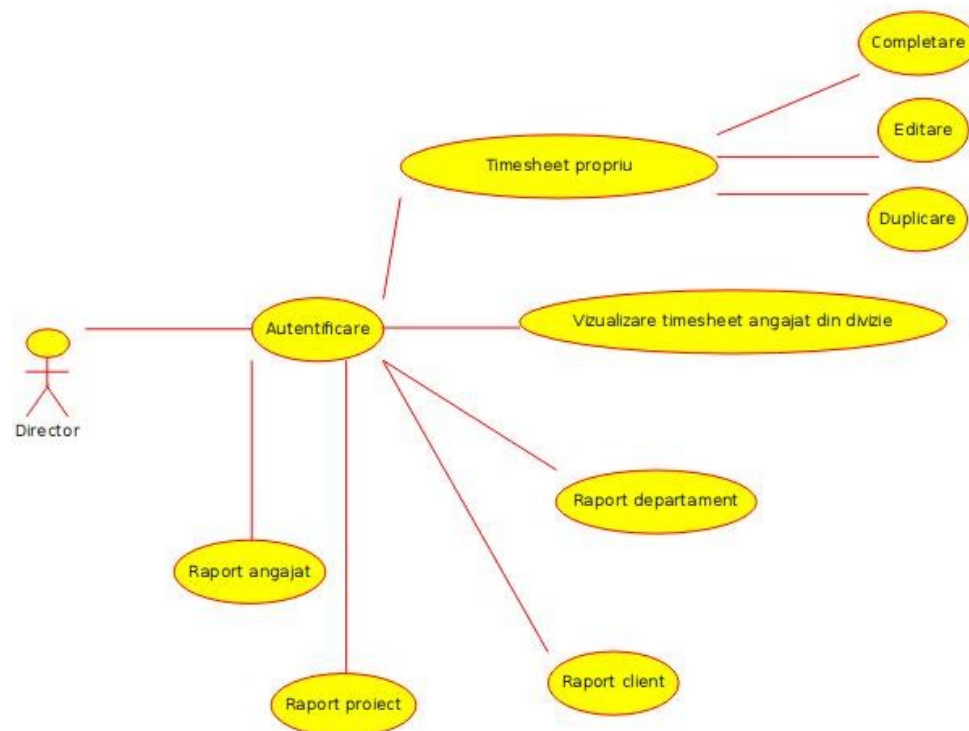 Completare
Editare
Timesheet propriu
Duplicare
Autentificare
Vizualizare timesheet angajat din divizie
Director
Raport departament
Raport angajat
Raport client
Raport proiect